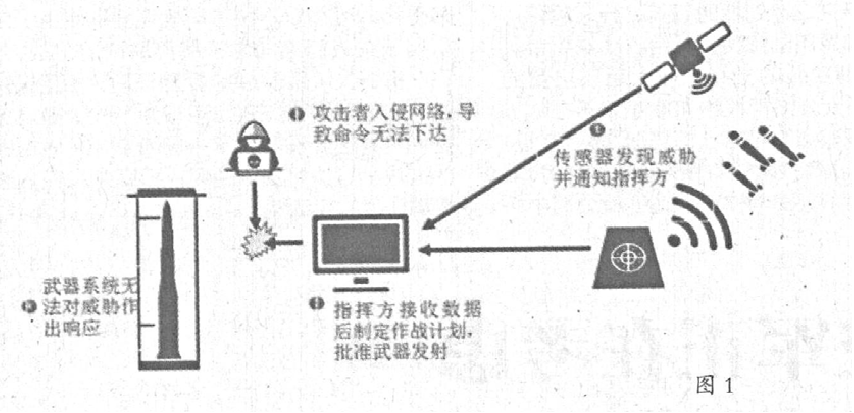 攻击者入侵网络，导
致命令无法下达
传感器发现威胁
并通知指挥方
武器系统无
法对威胁作
出响应
指挥方接收数据
后制定作战计划，
批准武器发射
图1